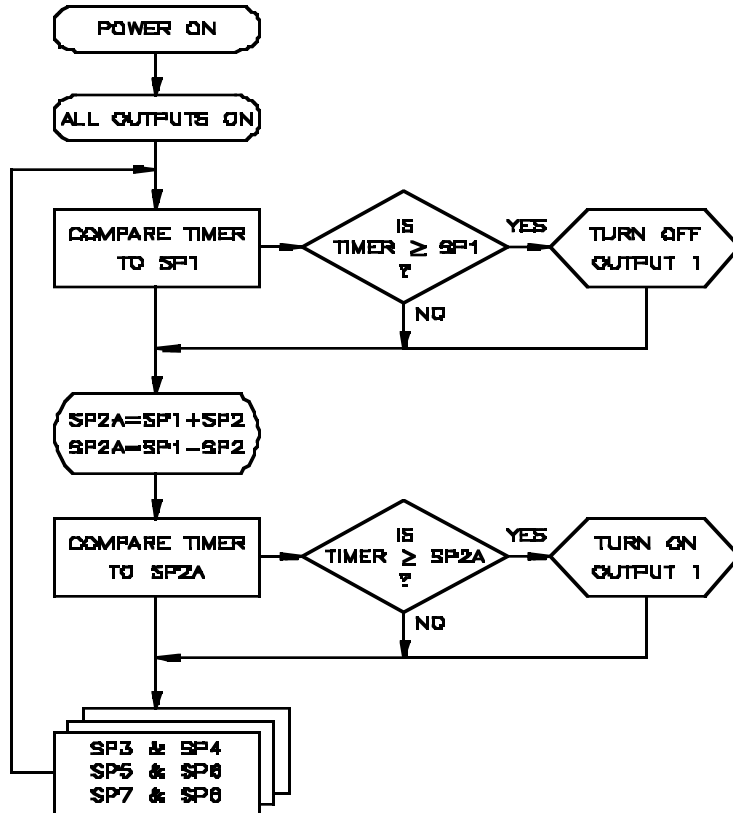 POWER ON
ALL OUTPUTS ON
COMPARE TIMER
TO SP1
IS
TIMER ≥ SP1
?
YES
TURN OFF
OUTPUT 1
NO
SP2A=SP1+SP2
SP2A=SP1-SP2
COMPARE TIMER
TO SP2A
IS
TIMER ≥ SP2A
?
YES
TURN ON
OUTPUT 1
NO
SP3 & SP4
SP5 & SP6
SP7 & SP8